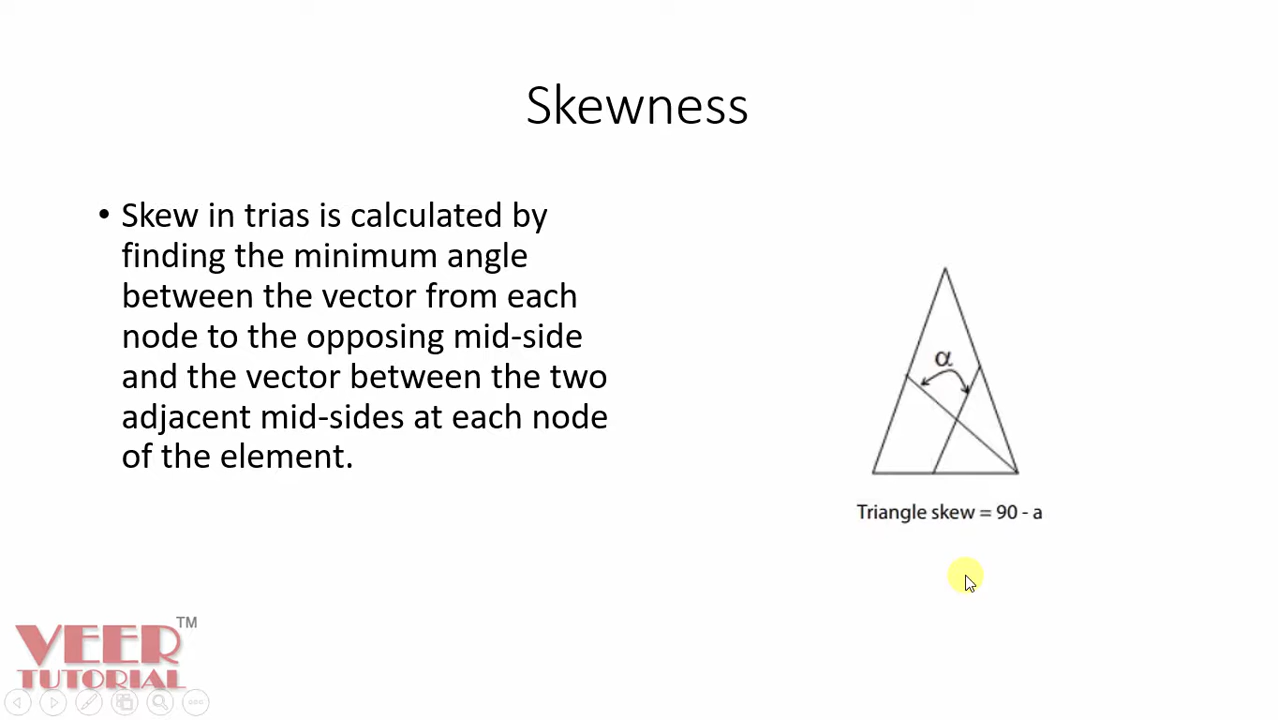 Skewness
• Skew in trias is calculated by
finding the minimum angle
between the vector from each
node to the opposing mid-side
and the vector between the two
adjacent mid-sides at each node
of the element.
α
Triangle skew = 90 - a
VEER TM
TUTORIAL